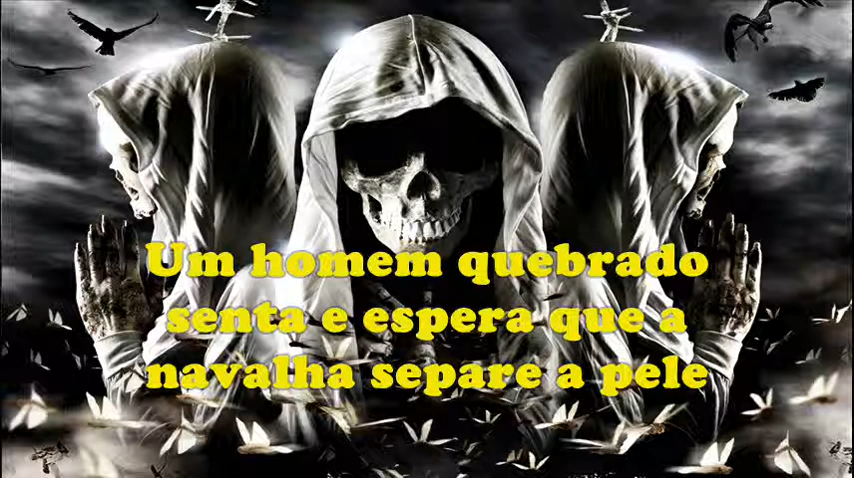 Um homem quebrado
senta e espera que a
navalha separe a pele